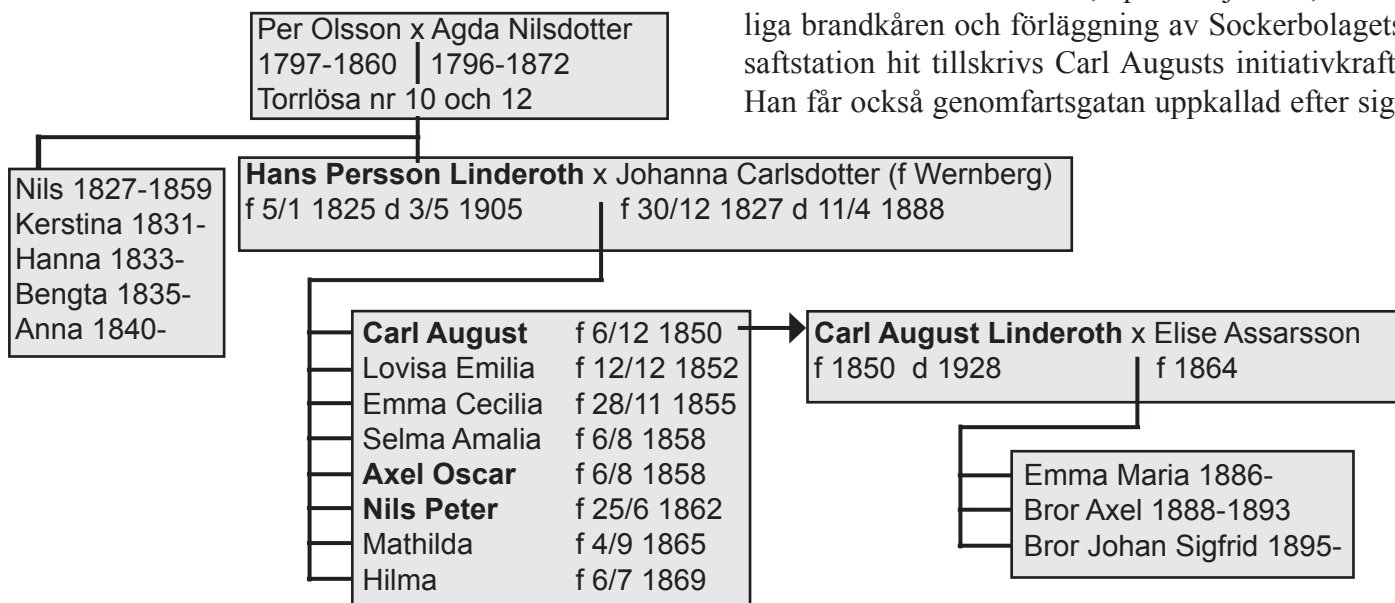 liga brandkåren och förläggning av Sockerbolagets
saftstation hit tillskrivs Carl Augusts initiativkraft
Han får också genomfartsgatan uppkallad efter sig
Per Olsson x Agda Nilsdotter
1797-1860 1796-1872
Torrlösa nr 10 och 12
Nils 1827-1859
Kerstina 1831-
Hanna 1833-
Bengta 1835-
Anna 1840-
Hans Persson Linderoth x Johanna Carlsdotter (f Wernberg)
f 5/1 1825 d 3/5 1905 f 30/12 1827 d 11/4 1888
Carl August f 6/12 1850
Lovisa Emilia f 12/12 1852
Emma Cecilia f 28/11 1855
Selma Amalia f 6/8 1858
Axel Oscar f 6/8 1858
Nils Peter f 25/6 1862
Mathilda f 4/9 1865
Hilma f 6/7 1869
Carl August Linderoth x Elise Assarsson
f 1850 d 1928 f 1864
Emma Maria 1886-
Bror Axel 1888-1893
Bror Johan Sigfrid 1895-